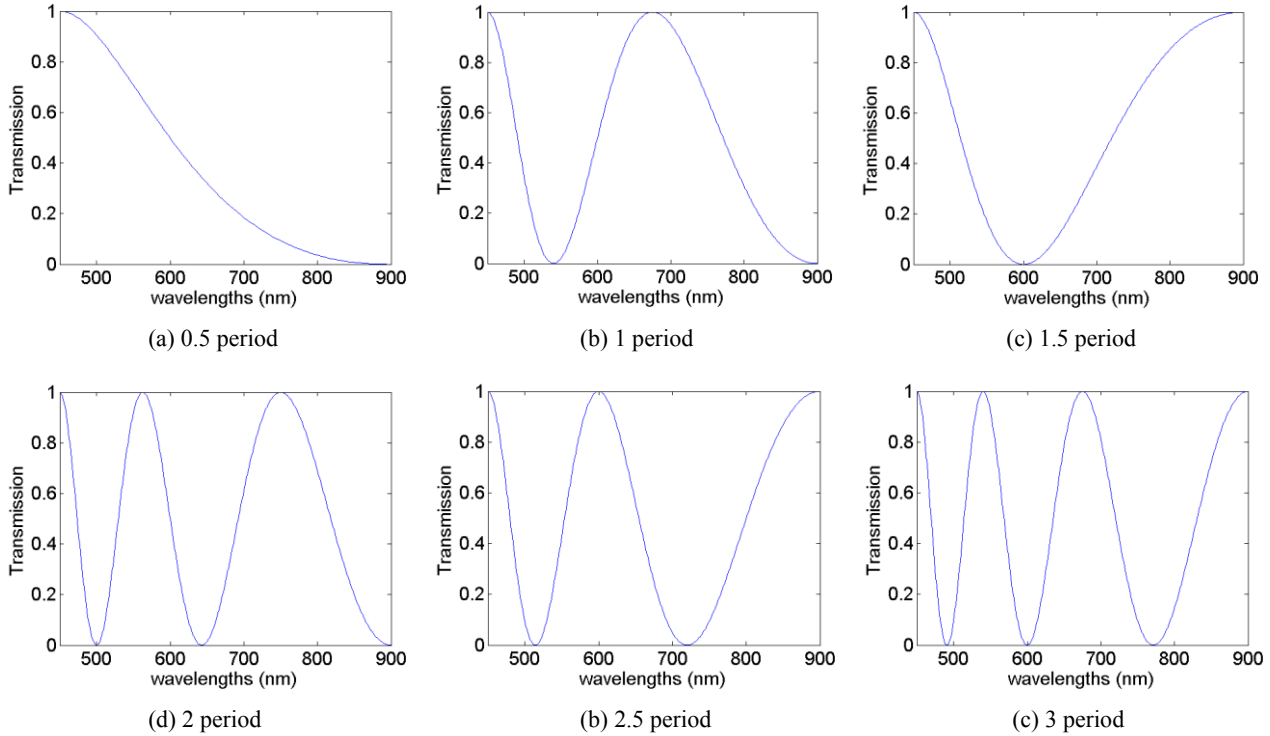 1
0.8
0.6
0.4
0.2
0
Transmission
500 600 700 800 900
wavelengths (nm)
(a) 0.5 period
1
0.8
0.6
0.4
0.2
0
Transmission
500 600 700 800 900
wavelengths (nm)
(b) 1 period
1
0.8
0.6
0.4
0.2
0
Transmission
500 600 700 800 900
wavelengths (nm)
(c) 1.5 period
1
0.8
0.6
0.4
0.2
0
Transmission
500 600 700 800 900
wavelengths (nm)
(d) 2 period
1
0.8
0.6
0.4
0.2
0
Transmission
500 600 700 800 900
wavelengths (nm)
(b) 2.5 period
1
0.8
0.6
0.4
0.2
0
Transmission
500 600 700 800 900
wavelengths (nm)
(c) 3 period